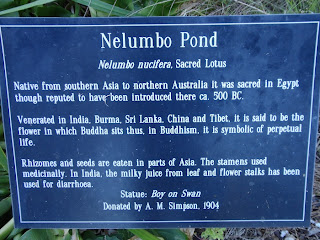 Nelumbo Pond
Nelumbo nucifera, Sacred Lotus
Native from southern Asia to northern Australia it was sacred in Egypt
though reputed to have been introduced there ca. 500 BC.
Venerated in India, Burma, Sri Lanka, China and Tibet, it is said to be the
flower in which Buddha sits thus, in Buddhism, it is symbolic of perpetual
life.
Rhizomes and seeds are eaten in parts of Asia. The stamens used
medicinally. In India, the milky juice from leaf and flower stalks has been
used for diarrhoea.
Statue: Boy on Swan
Donated by A. M. Simpson, 1904